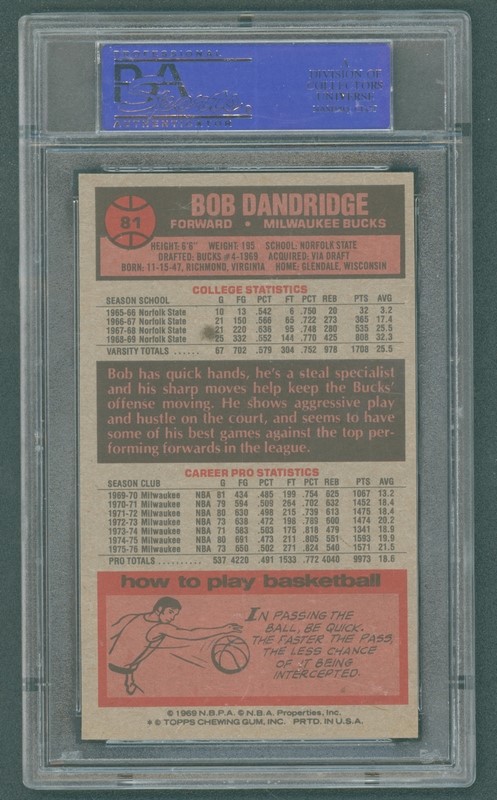 PROFESSIONAL
PSA
AUTHENTICATOR
A
DIVISION OF
COLLECTORS
UNIVERSE
81
BOB DANDRIDGE
FORWARD • MILWAUKEE BUCKS
HEIGHT: 6'6" WEIGHT: 195 SCHOOL: NORFOLK STATE
DRAFTED: BUCKS #4-1969 ACQUIRED: VIA DRAFT
BORN: 11-15-47, RICHMOND, VIRGINIA HOME: GLENDALE, WISCONSIN
COLLEGE STATISTICS
SEASON SCHOOL G FG PCT FT PCT REB PTS AVG
1965-66 Norfolk State 10 13 .542 6 .750 20 32 3.2
1966-67 Norfolk State 21 150 .566 65 .722 273 365 17.4
1967-68 Norfolk State 21 220 .636 95 .748 280 535 25.5
1968-69 Norfolk State 25 332 .552 144 .770 425 808 32.3
VARSITY TOTALS ...... 67 702 .579 304 .752 978 1708 25.5
Bob has quick hands, he's a steal specialist
and his sharp moves help keep the Bucks'
offense moving. He shows aggressive play
and hustle on the court, and seems to have
some of his best games against the top per-
forming forwards in the league.
CAREER PRO STATISTICS
SEASON CLUB G FG PCT FT PCT REB PTS AVG
1969-70 Milwaukee NBA 81 434 .485 199 .754 625 1067 13.2
1970-71 Milwaukee NBA 79 594 .509 264 .702 632 1452 18.4
1971-72 Milwaukee NBA 80 630 .498 215 .739 613 1475 18.4
1972-73 Milwaukee NBA 73 638 .472 198 .789 600 1474 20.2
1973-74 Milwaukee NBA 71 583 .503 175 .818 479 1341 18.9
1974-75 Milwaukee NBA 80 691 .473 211 .805 551 1593 19.9
1975-76 Milwaukee NBA 73 650 .502 271 .824 540 1571 21.5
PRO TOTALS .......... 537 4220 .491 1533 .772 4040 9973 18.6
how to play basketball
IN PASSING THE
BALL, BE QUICK.
THE FASTER THE PASS,
THE LESS CHANCE
OF IT BEING
INTERCEPTED.
© 1969 N.B.P.A. © N.B.A. Properties, Inc.
* © TOPPS CHEWING GUM, INC. PRTD. IN U.S.A.